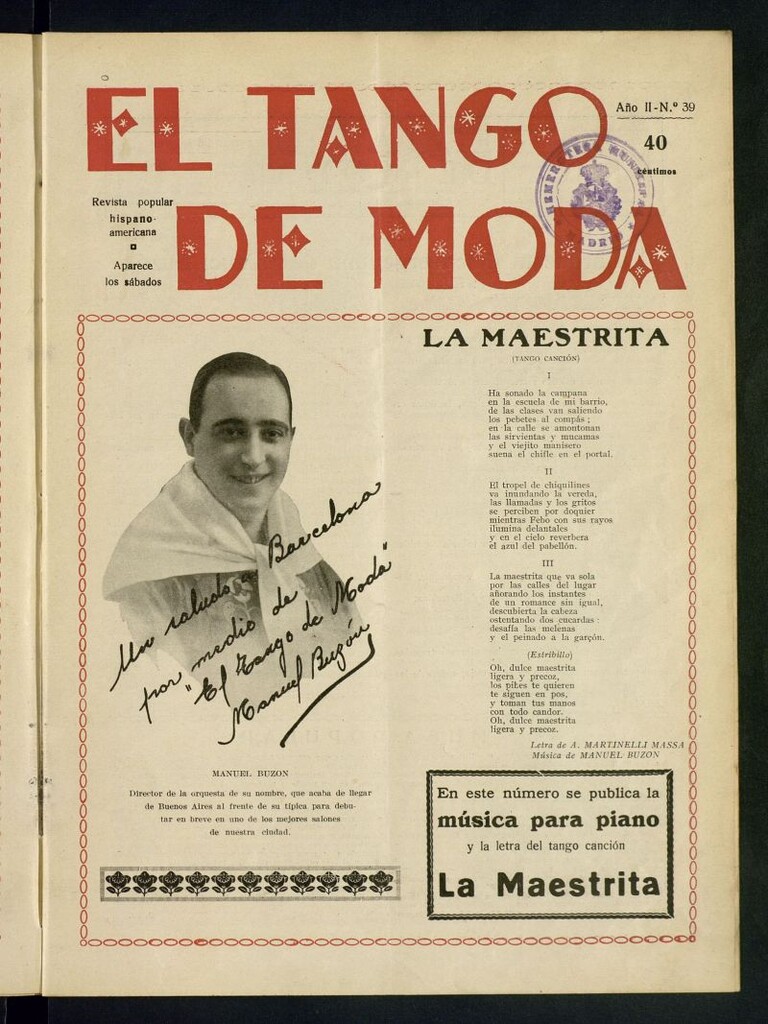 EL TANGO
DE MODA
Año II-N.º 39
40
céntimos
Revista popular
hispano-
americana
Aparece
los sábados
HEMEROTECA MUNICIPAL
MADRID
Un saludo a Barcelona
por medio de
"El Tango de Moda"
Manuel Buzón
MANUEL BUZON
Director de la orquesta de su nombre, que acaba de llegar
de Buenos Aires al frente de su típica para debu-
tar en breve en uno de los mejores salones
de nuestra ciudad.
LA MAESTRITA
(TANGO CANCIÓN)
I
Ha sonado la campana
en la escuela de mi barrio,
de las clases van saliendo
los pebetes al compás;
en la calle se amontonan
las sirvientas y mucamas
y el viejito manisero
suena el chifle en el portal.
II
El tropel de chiquilines
va inundando la vereda,
las llamadas y los gritos
se perciben por doquier
mientras Febo con sus rayos
ilumina delantales
y en el cielo reverbera
el azul del pabellón.
III
La maestrita que va sola
por las calles del lugar
añorando los instantes
de un romance sin igual,
descubierta la cabeza
ostentando dos cucardas:
desafía las melenas
y el peinado a la garçón.
(Estribillo)
Oh, dulce maestrita
ligera y precoz,
los pibes te quieren
te siguen en pos,
y toman tus manos
con todo candor.
Oh, dulce maestrita
ligera y precoz.
Letra de A. MARTINELLI MASSA
Música de MANUEL BUZON
En este número se publica la
música para piano
y la letra del tango canción
La Maestrita